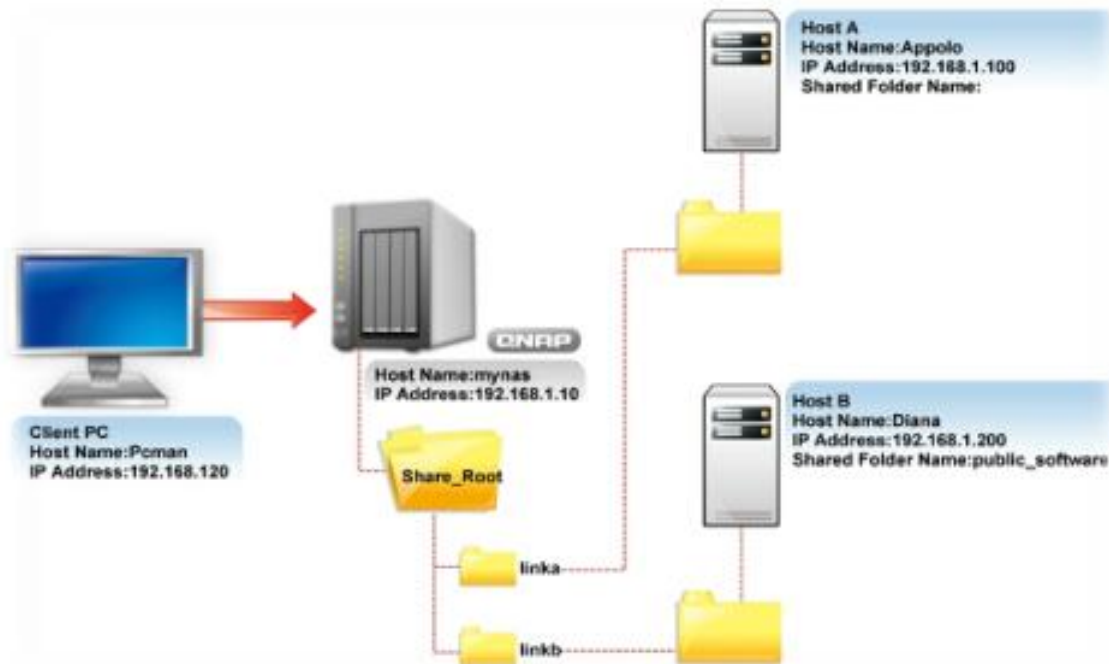 Host A
Host Name:Appolo
IP Address:192.168.1.100
Shared Folder Name:
QNAP
Host Name:mynas
IP Address:192.168.1.10
Client PC
Host Name:Pcman
IP Address:192.168.120
Host B
Host Name:Diana
IP Address:192.168.1.200
Shared Folder Name:public_software
Share_Root
linka
linkb